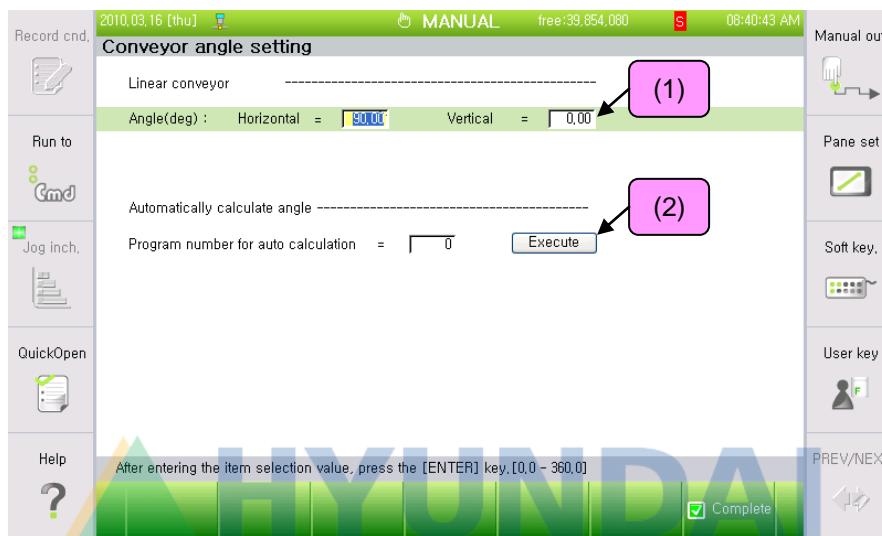 2010,03,16 [thu] MANUAL free:39,854,080 S 08:40:43 AM
Record cnd,
Manual out
Conveyor angle setting
Linear conveyor ------------------------------------------------
(1)
Angle(deg) : Horizontal = 90,00 Vertical = 0,00
Run to
Pane set
Cmd
Automatically calculate angle -----------------------------------------
(2)
Jog inch,
Program number for auto calculation = 0 Execute
Soft key,
QuickOpen
User key
F
Help
After entering the item selection value, press the [ENTER] key,[0,0 - 360,0]
PREV/NEX
HYUNDAI
Complete